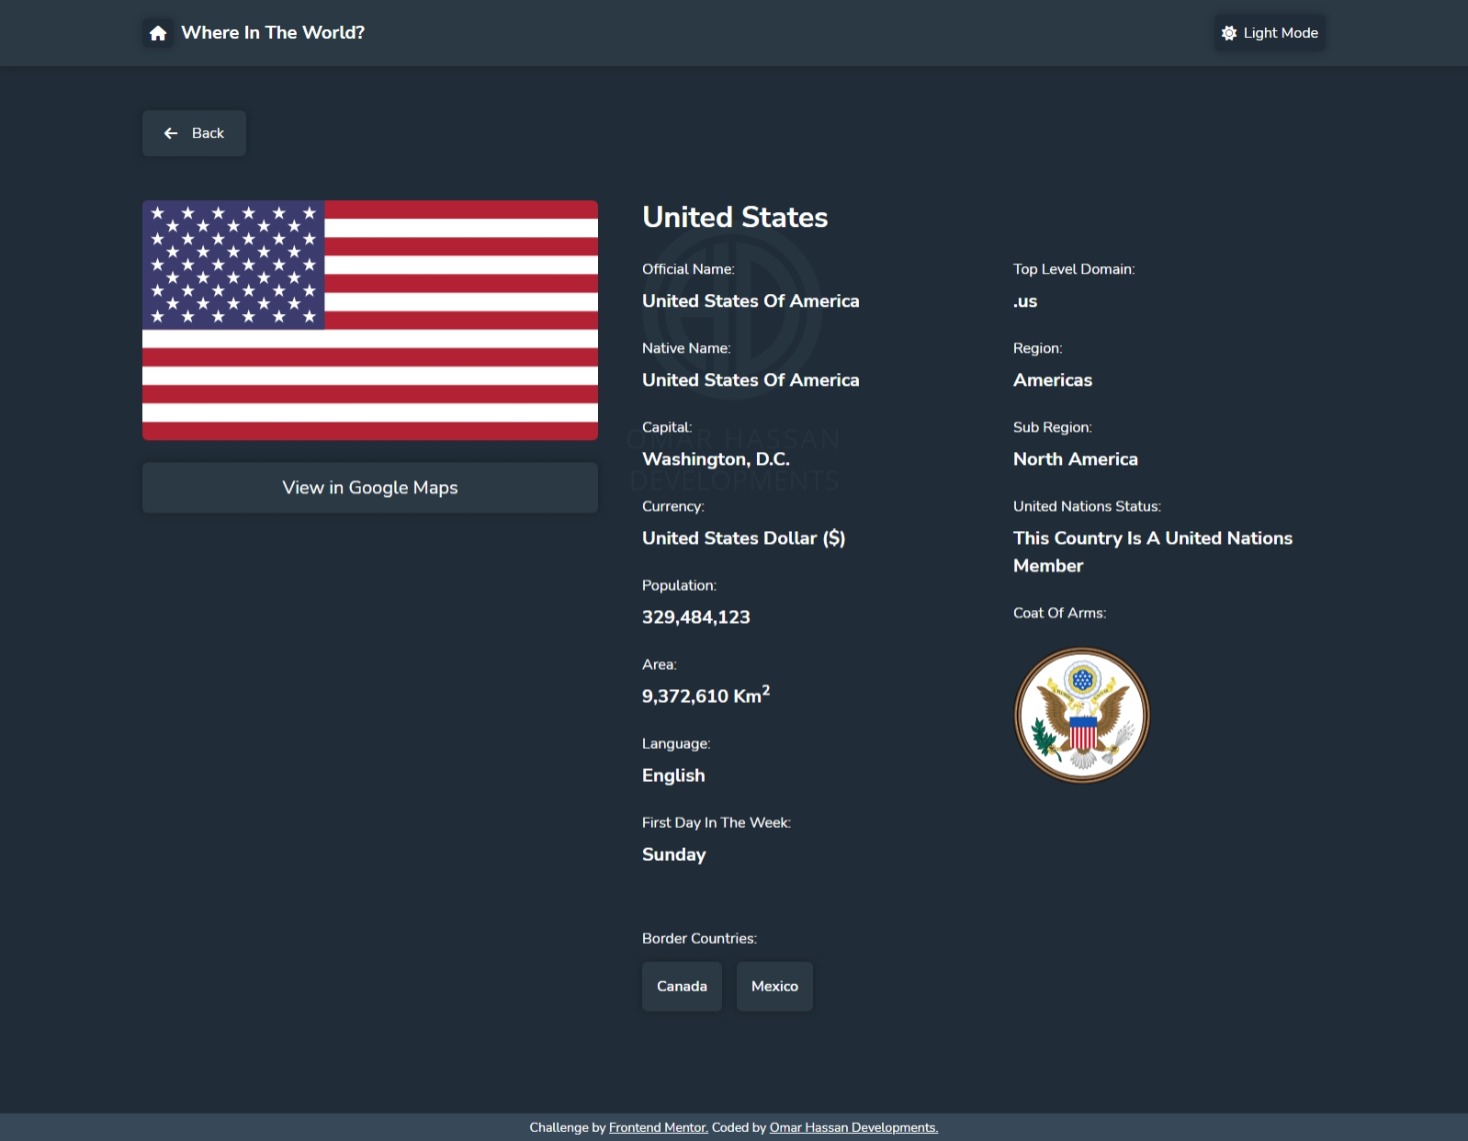 Where In The World?
Light Mode
Back
United States
Official Name:
United States Of America
Native Name:
United States Of America
Capital:
Washington, D.C.
Currency:
United States Dollar ($)
Population:
329,484,123
Area:
9,372,610 Km²
Language:
English
First Day In The Week:
Sunday
Top Level Domain:
.us
Region:
Americas
Sub Region:
North America
United Nations Status:
This Country Is A United Nations
Member
Coat Of Arms:
View in Google Maps
OMAR HASSAN
DEVELOPMENTS
Border Countries:
Canada
Mexico
Challenge by Frontend Mentor. Coded by Omar Hassan Developments.